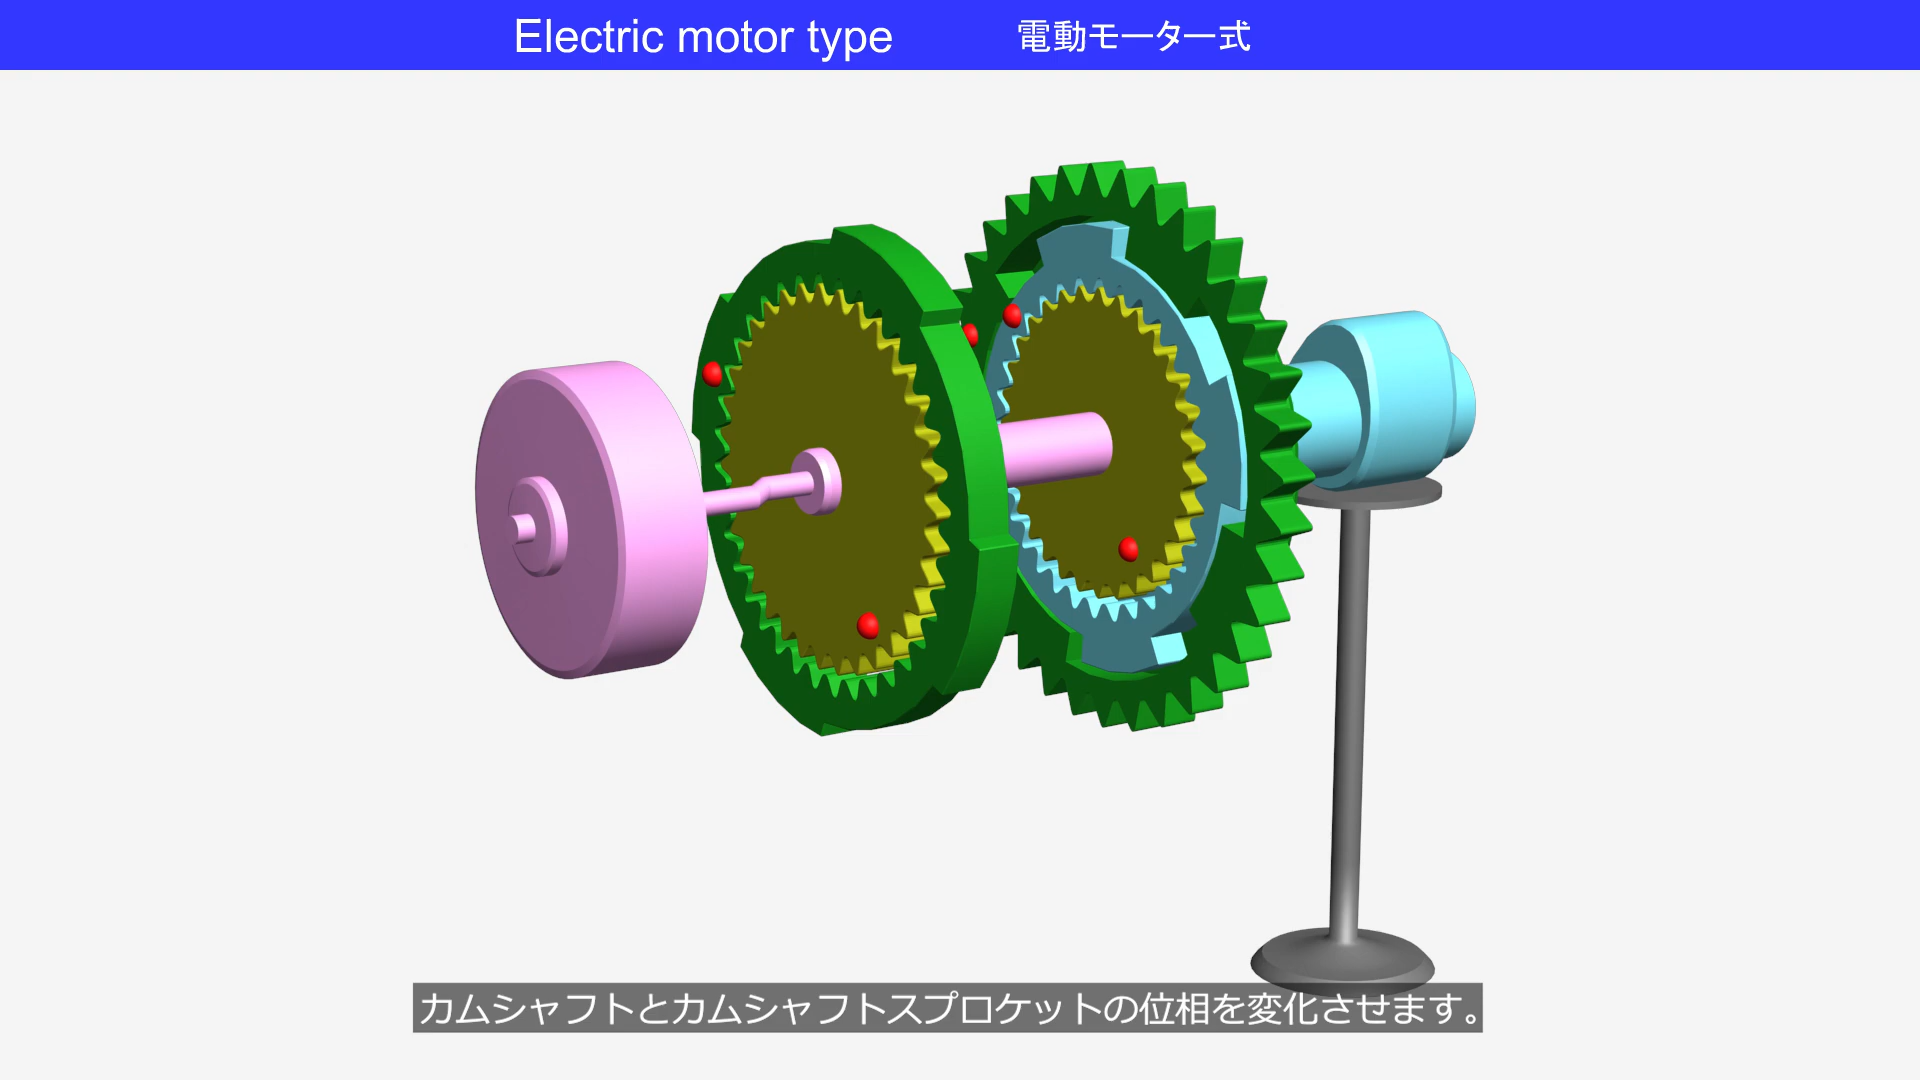 Electric motor type 電動モーター式
カムシャフトとカムシャフトスプロケットの位相を変化させます。